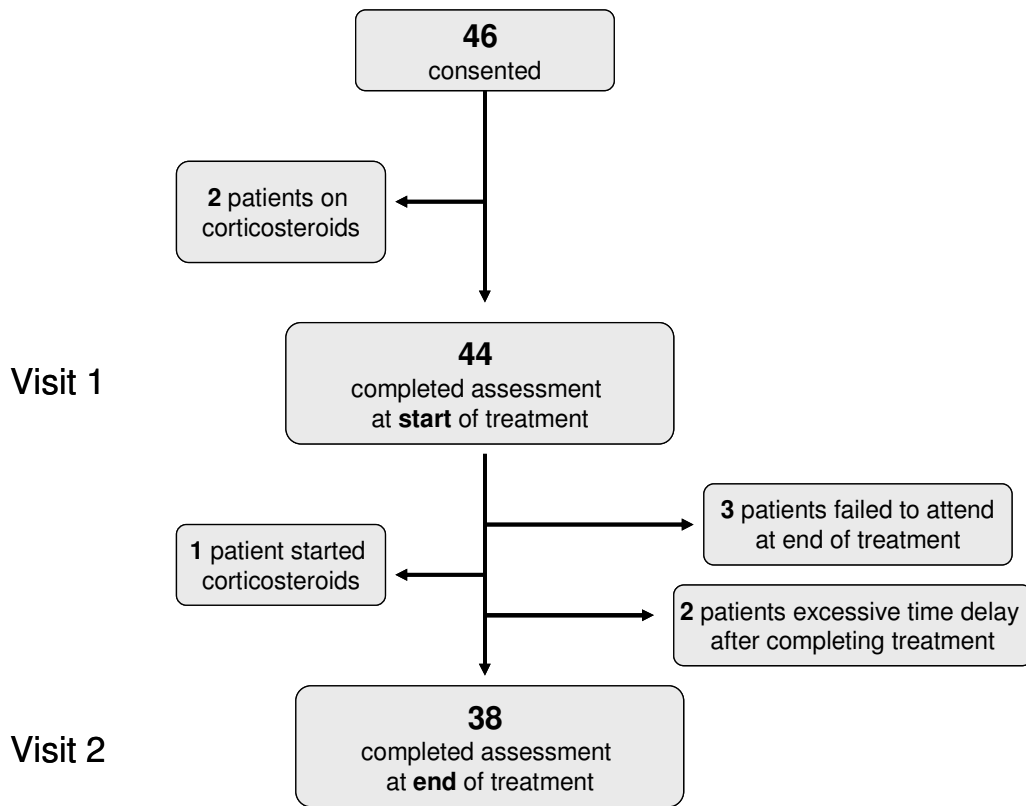 46
consented
2 patients on
corticosteroids
Visit 1
44
completed assessment
at start of treatment
3 patients failed to attend
at end of treatment
1 patient started
corticosteroids
2 patients excessive time delay
after completing treatment
Visit 2
38
completed assessment
at end of treatment